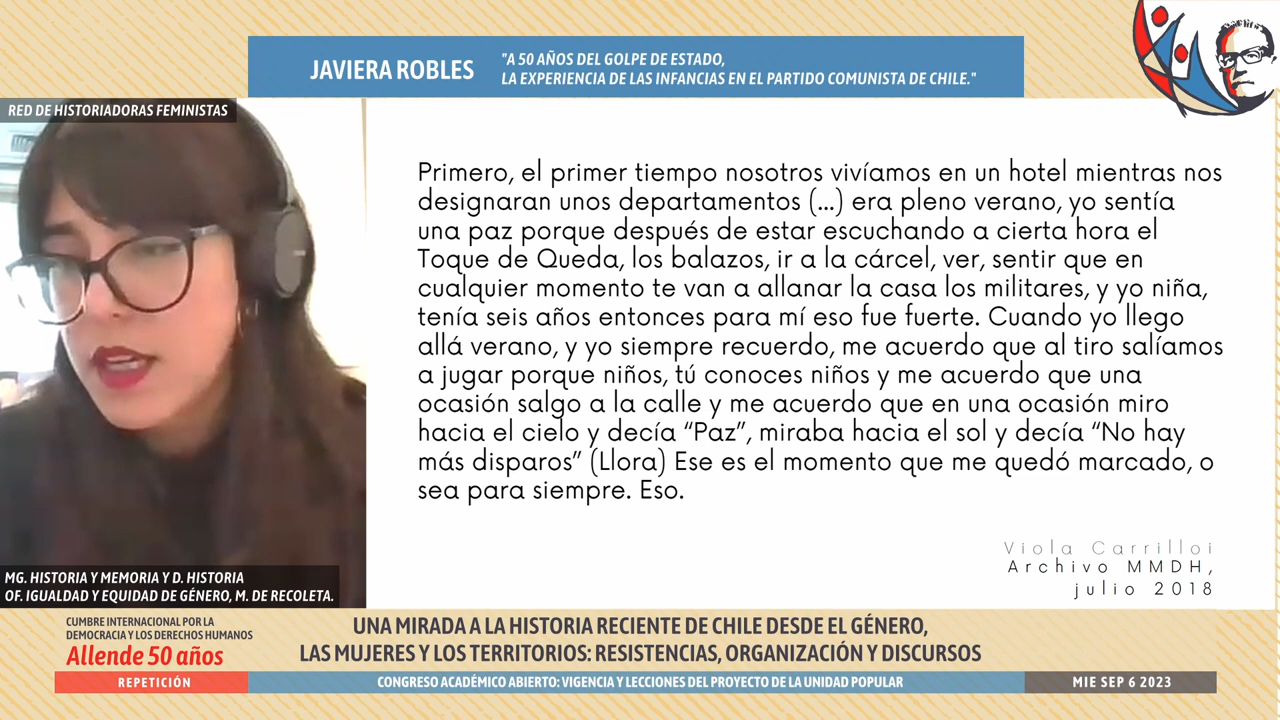 JAVIERA ROBLES
"A 50 AÑOS DEL GOLPE DE ESTADO,
LA EXPERIENCIA DE LAS INFANCIAS EN EL PARTIDO COMUNISTA DE CHILE."
RED DE HISTORIADORAS FEMINISTAS
Primero, el primer tiempo nosotros vivíamos en un hotel mientras nos
designaran unos departamentos (...) era pleno verano, yo sentía
una paz porque después de estar escuchando a cierta hora el
Toque de Queda, los balazos, ir a la cárcel, ver, sentir que en
cualquier momento te van a allanar la casa los militares, y yo niña,
tenía seis años entonces para mí eso fue fuerte. Cuando yo llego
allá verano, y yo siempre recuerdo, me acuerdo que al tiro salíamos
a jugar porque niños, tú conoces niños y me acuerdo que una
ocasión salgo a la calle y me acuerdo que en una ocasión miro
hacia el cielo y decía “Paz”, miraba hacia el sol y decía “No hay
más disparos” (Llora) Ese es el momento que me quedó marcado, o
sea para siempre. Eso.
Viola Carrilloi
Archivo MMDH,
julio 2018
MG. HISTORIA Y MEMORIA Y D. HISTORIA
OF. IGUALDAD Y EQUIDAD DE GÉNERO, M. DE RECOLETA.
CUMBRE INTERNACIONAL POR LA
DEMOCRACIA Y LOS DERECHOS HUMANOS
Allende 50 años
REPETICIÓN
UNA MIRADA A LA HISTORIA RECIENTE DE CHILE DESDE EL GÉNERO,
LAS MUJERES Y LOS TERRITORIOS: RESISTENCIAS, ORGANIZACIÓN Y DISCURSOS
CONGRESO ACADÉMICO ABIERTO: VIGENCIA Y LECCIONES DEL PROYECTO DE LA UNIDAD POPULAR
MIE SEP 6 2023